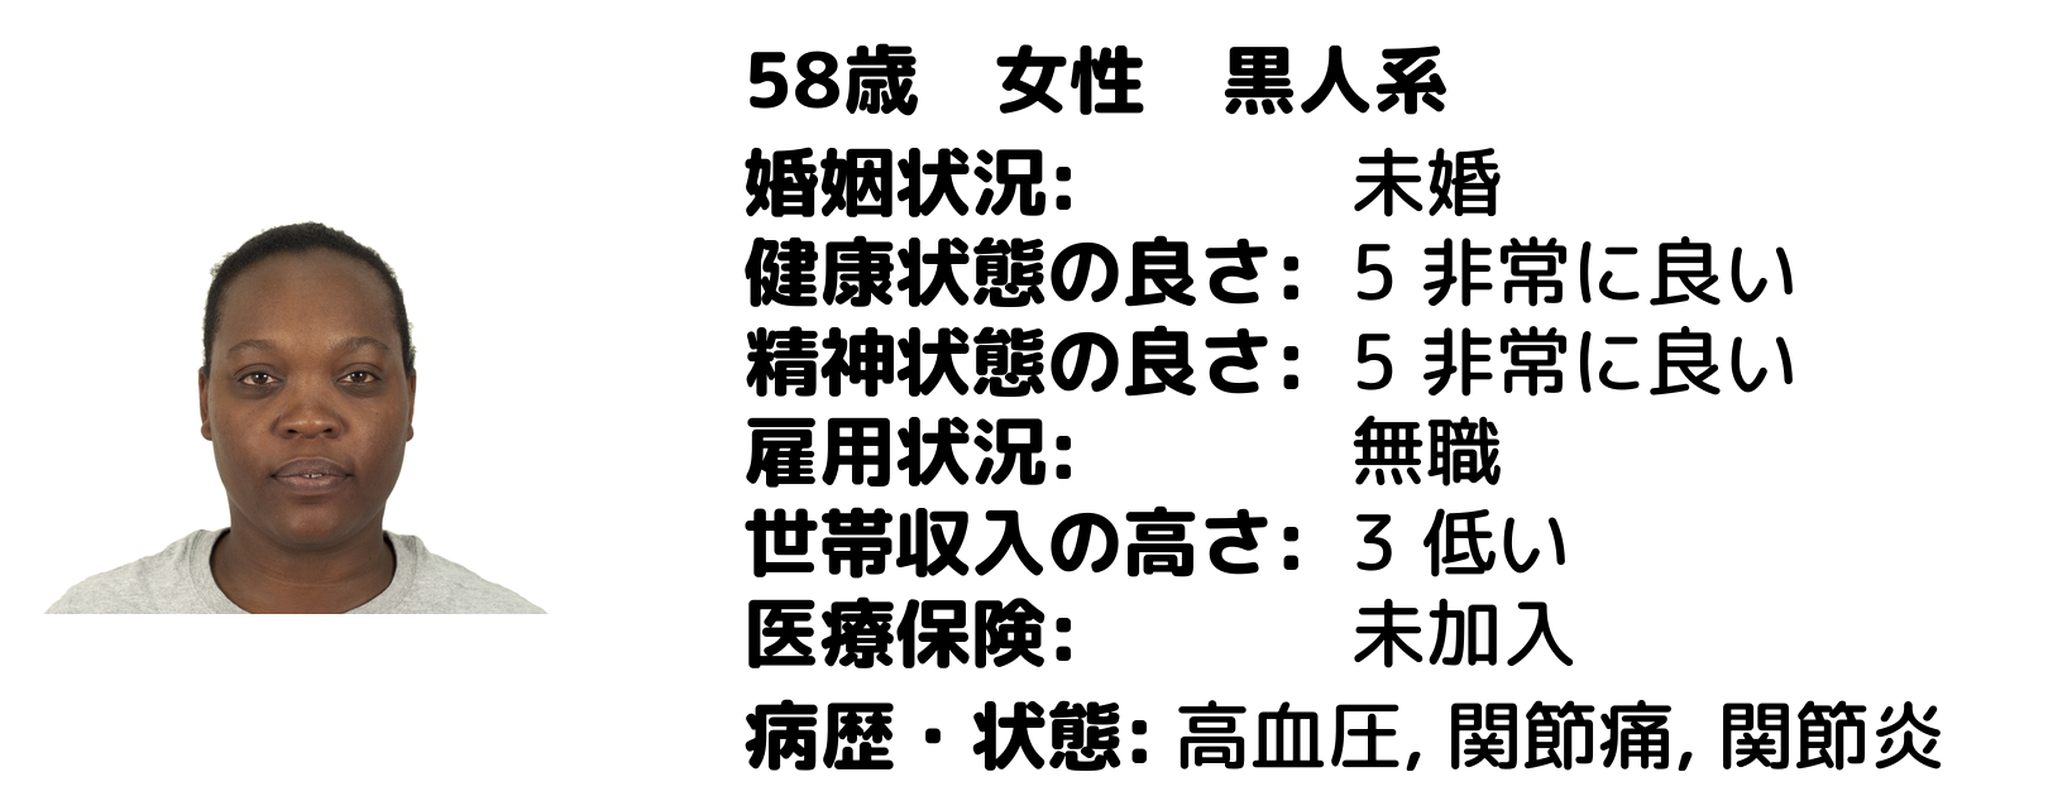 58歳　女性　黒人系
婚姻状況: 未婚
健康状態の良さ: 5 非常に良い
精神状態の良さ: 5 非常に良い
雇用状況: 無職
世帯収入の高さ: 3 低い
医療保険: 未加入
病歴・状態: 高血圧, 関節痛, 関節炎